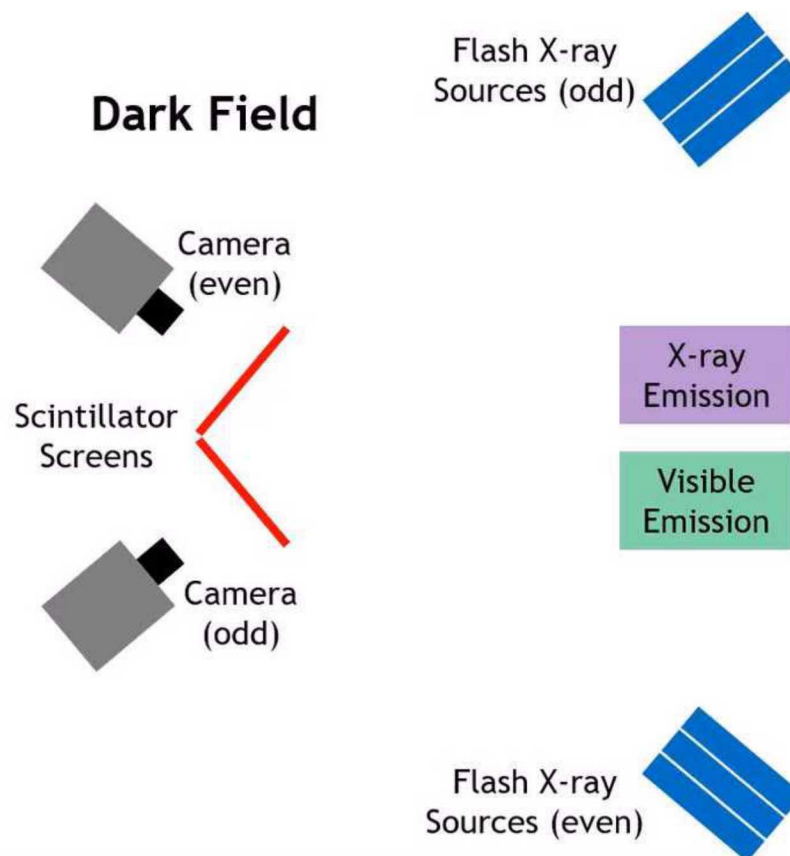 Flash X-ray
Sources (odd)
Dark Field
Camera
(even)
X-ray
Emission
Scintillator
Screens
Visible
Emission
Camera
(odd)
Flash X-ray
Sources (even)